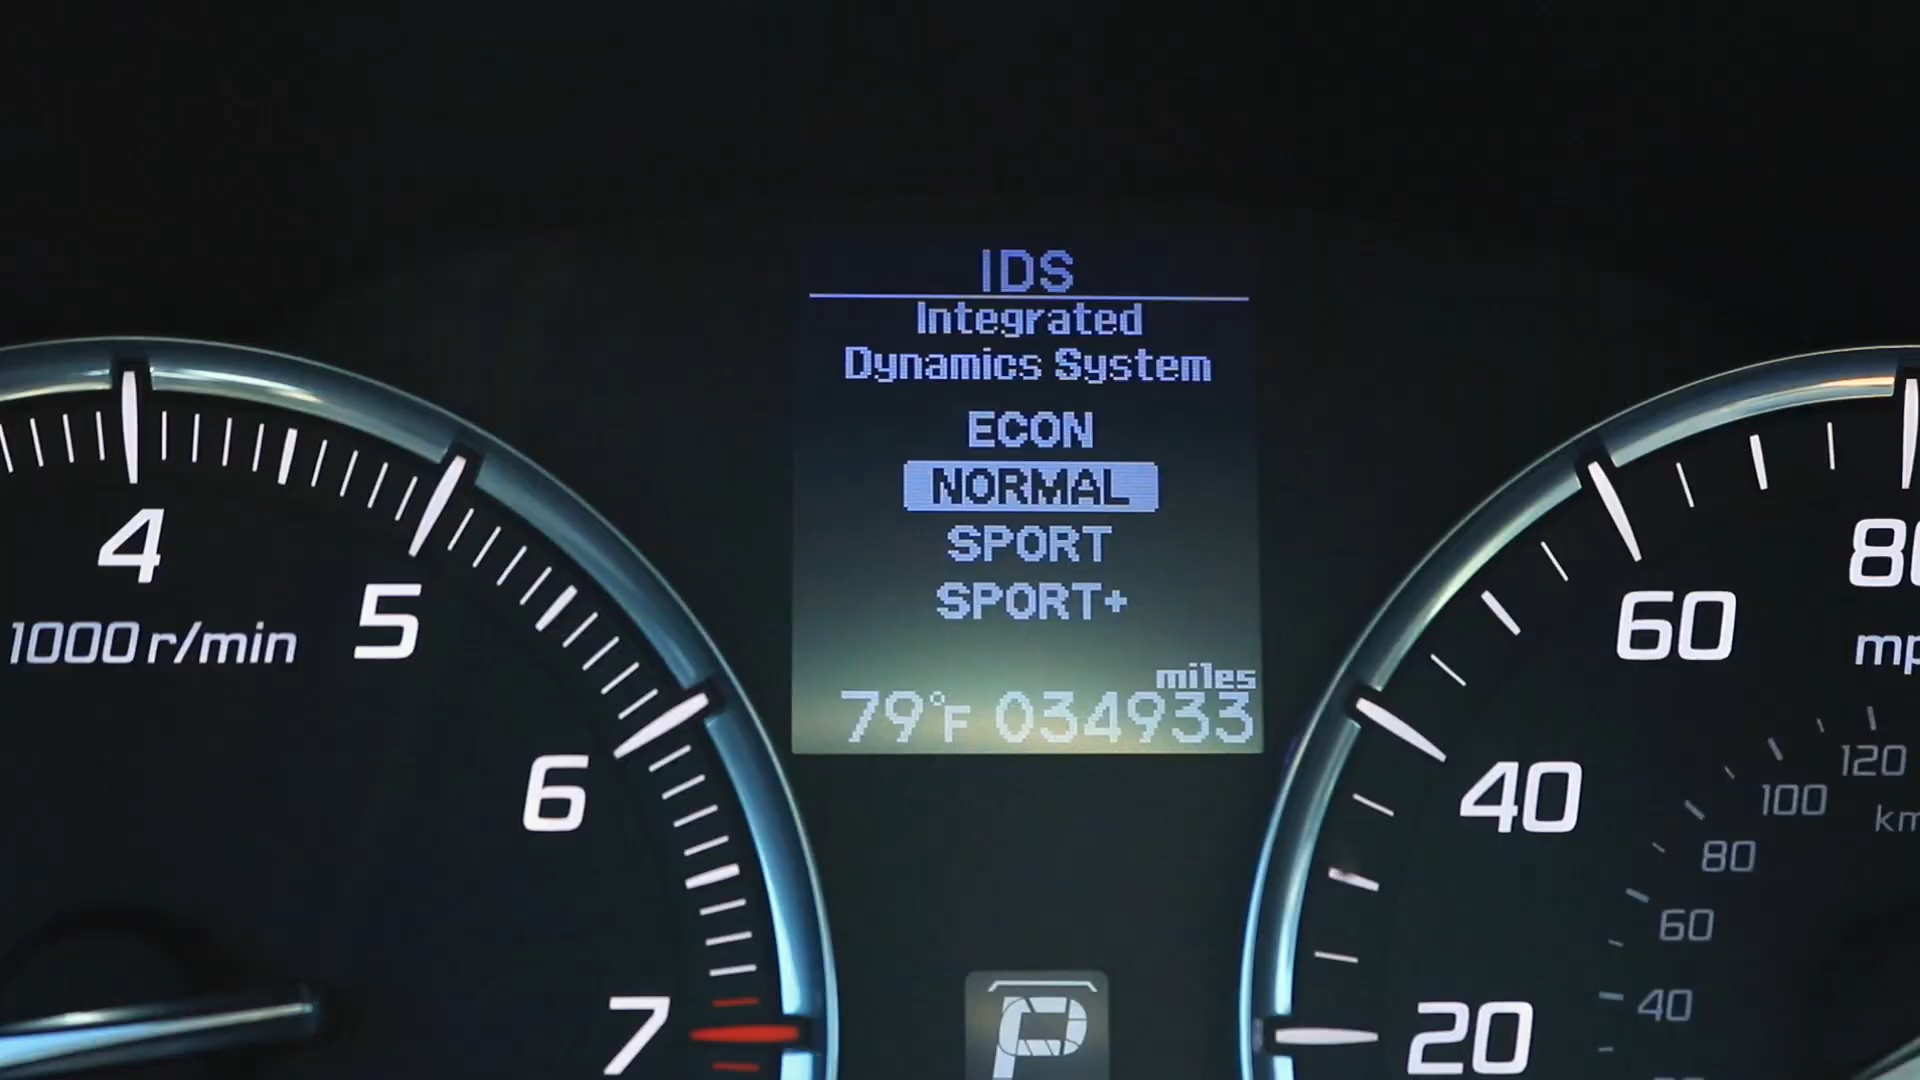 IDS
Integrated
Dynamics System
ECON
NORMAL
SPORT
SPORT+
miles
79°F 034933
4
1000 r/min
5
6
7
P
80
60
mp
40
20
120
100
km
80
60
40